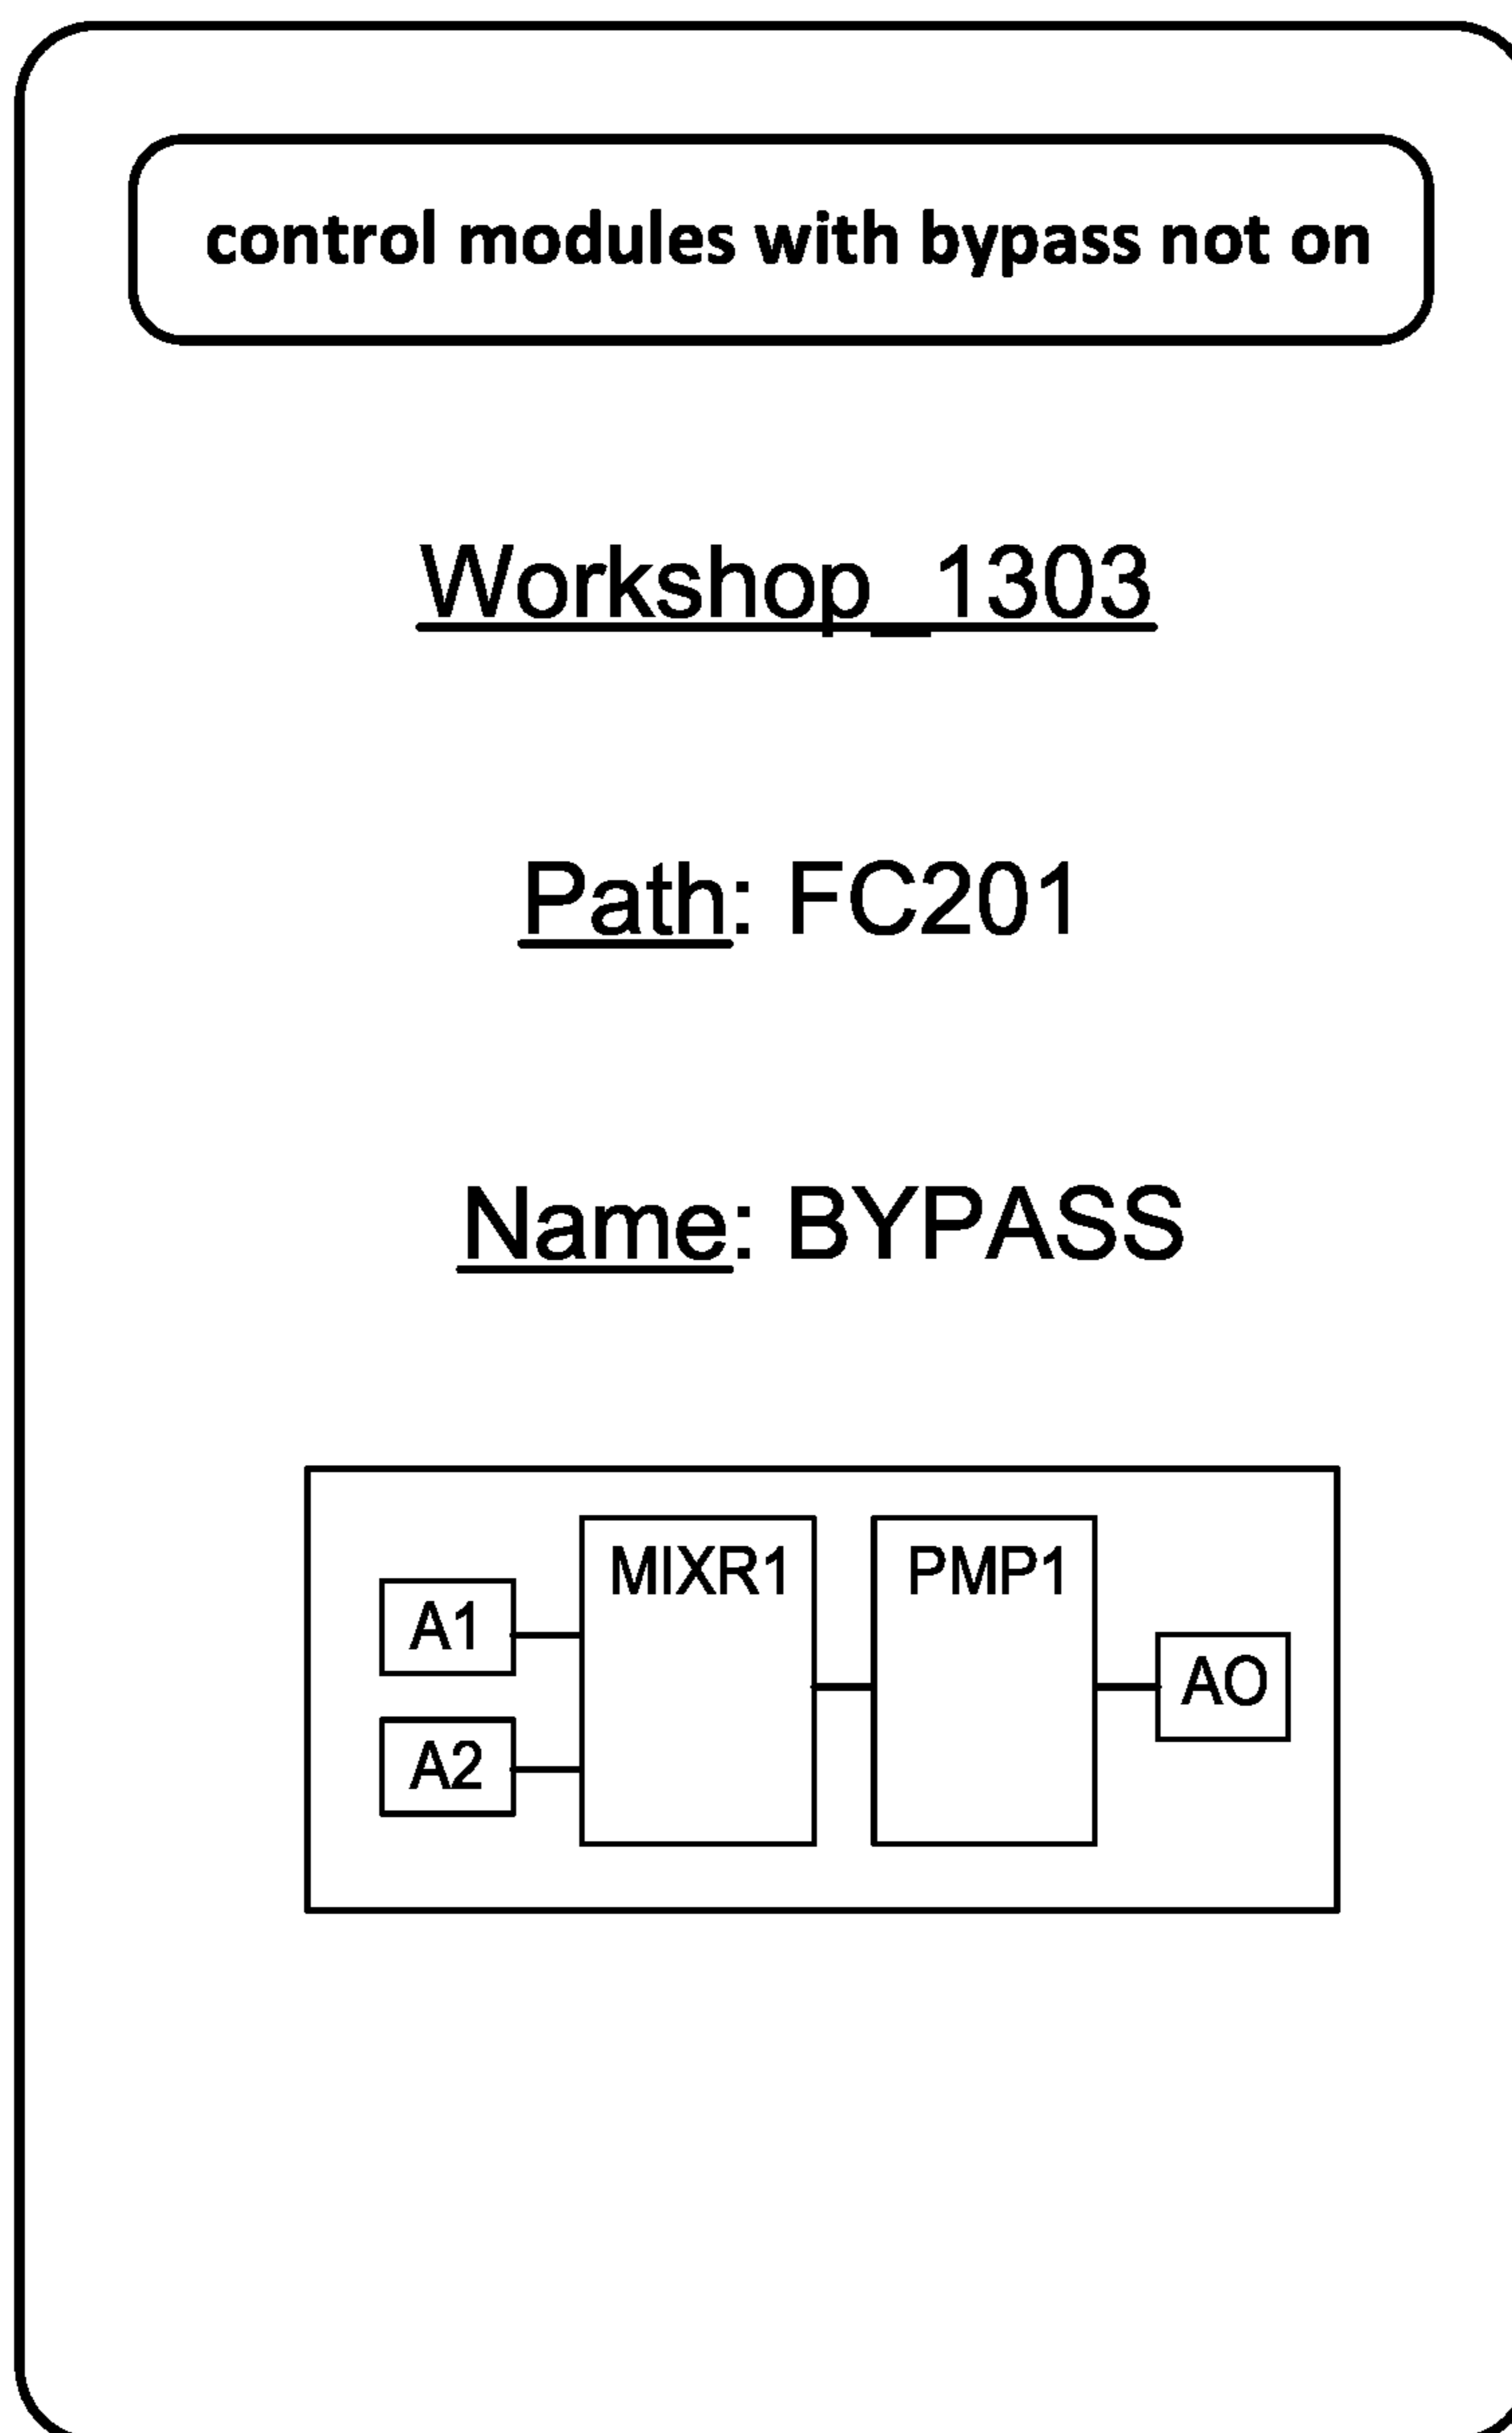 control modules with bypass not on
Workshop_1303
Path: FC201
Name: BYPASS
MIXR1 PMP1
A1
AO
A2